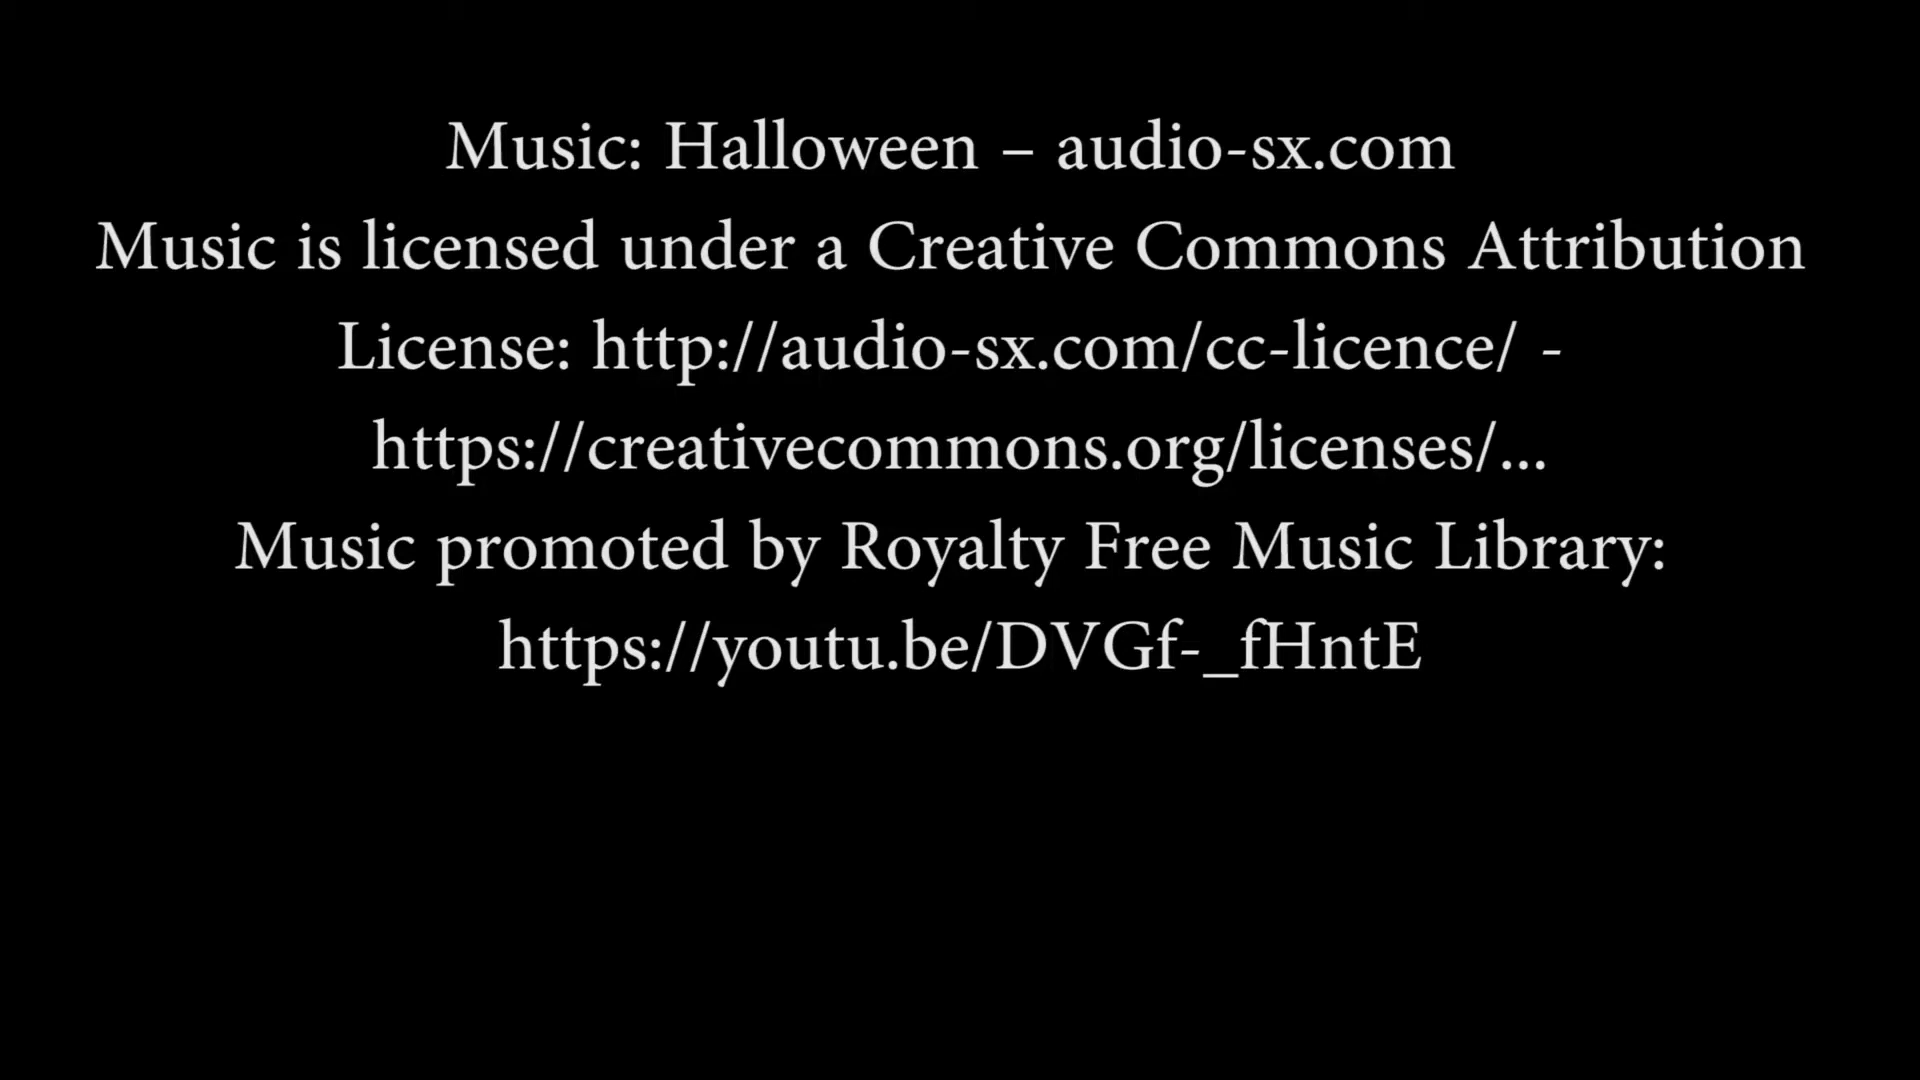 Music: Halloween – audio-sx.com
Music is licensed under a Creative Commons Attribution
License: http://audio-sx.com/cc-licence/ -
https://creativecommons.org/licenses/...
Music promoted by Royalty Free Music Library:
https://youtu.be/DVGf-_fHntE